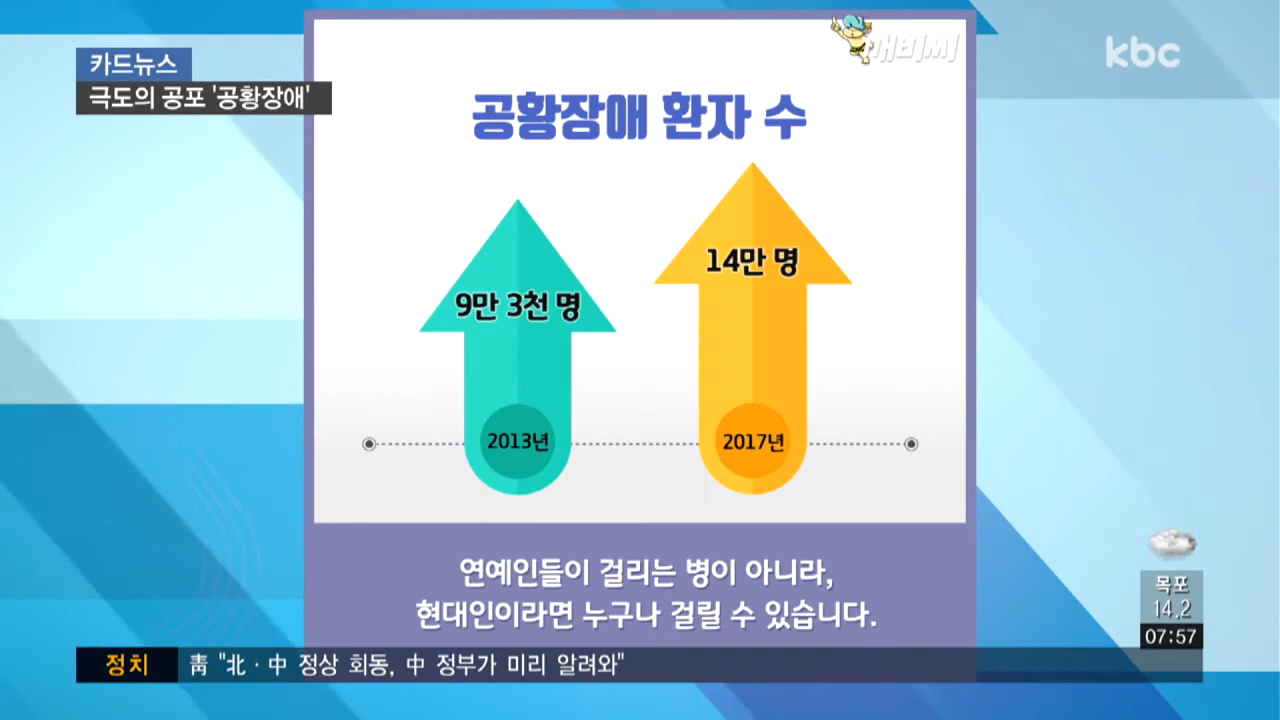 카드뉴스
극도의 공포 '공황장애'
깨비씨
kbc
공황장애 환자 수
9만 3천 명
14만 명
2013년
2017년
연예인들이 걸리는 병이 아니라,
현대인이라면 누구나 걸릴 수 있습니다.
목포
14.2
07:57
정치 靑 "北·中 정상 회동, 中 정부가 미리 알려와"